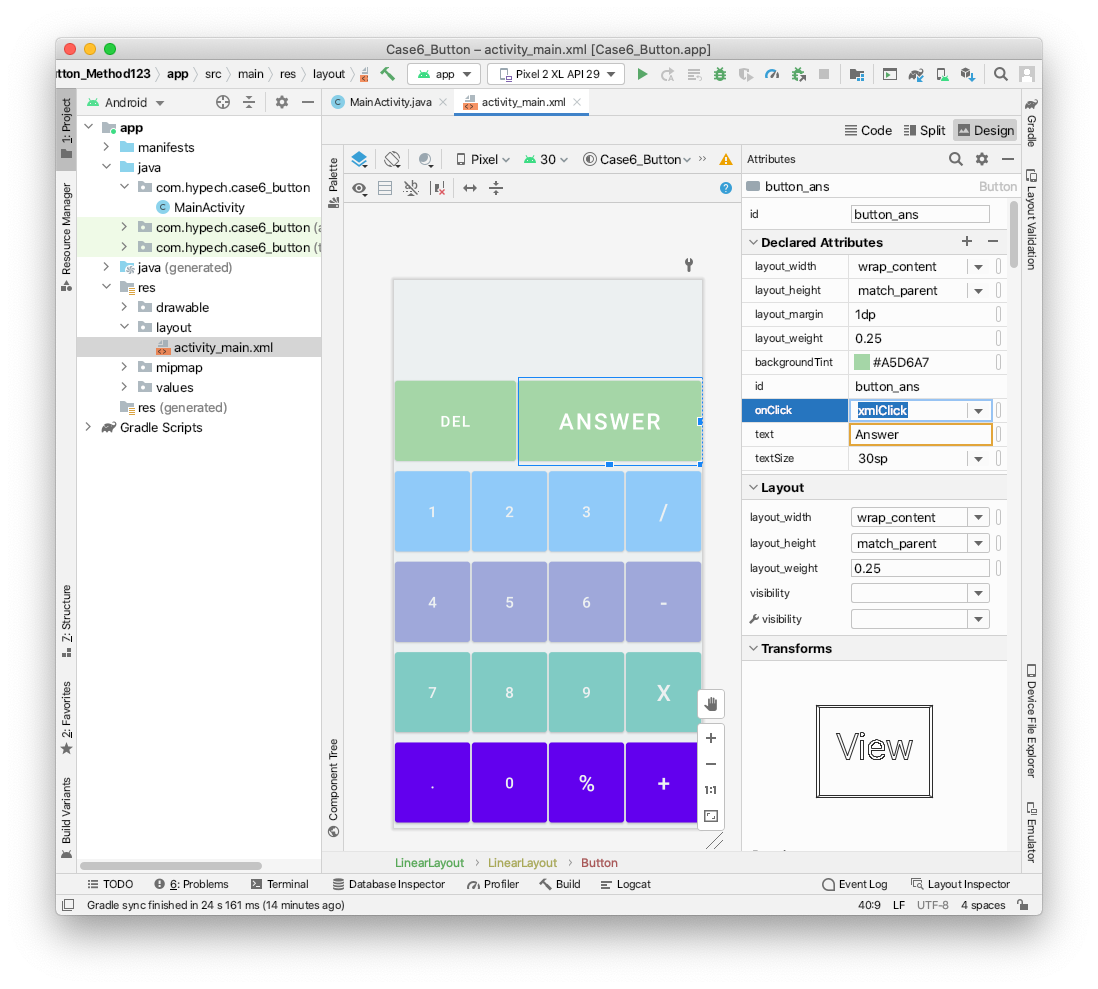 Case6_Button – activity_main.xml [Case6_Button.app]
utton_Method123 〉 app 〉 src 〉 main 〉 res 〉 layout 〉 app Pixel 2 XL API 29
Android
MainActivity.java
activity_main.xml
1: Project
Resource Manager
Z: Structure
2: Favorites
Build Variants
app
manifests
java
com.hypech.case6_button
MainActivity
com.hypech.case6_button (a
com.hypech.case6_button (t
java (generated)
res
drawable
layout
activity_main.xml
mipmap
values
res (generated)
Gradle Scripts
Code Split Design
Palette
Component Tree
Pixel 30 Case6_Button
DEL ANSWER
1 2 3 /
4 5 6 -
7 8 9 X
. 0 % +
1:1
LinearLayout › LinearLayout › Button
Attributes
button_ans Button
id button_ans
Declared Attributes
layout_width wrap_content
layout_height match_parent
layout_margin 1dp
layout_weight 0.25
backgroundTint #A5D6A7
id button_ans
onClick xmlClick
text Answer
textSize 30sp
Layout
layout_width wrap_content
layout_height match_parent
layout_weight 0.25
visibility
visibility
Transforms
View
Gradle
Layout Validation
Device File Explorer
Emulator
TODO 6: Problems Terminal Database Inspector Profiler Build Logcat Event Log Layout Inspector
Gradle sync finished in 24 s 161 ms (14 minutes ago) 40:9 LF UTF-8 4 spaces